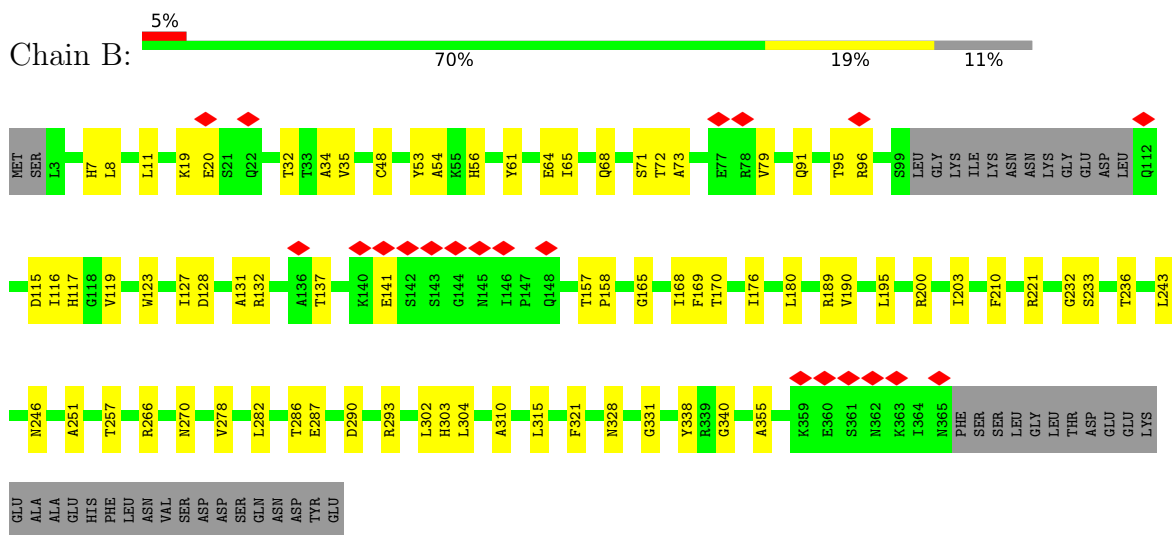 5%
Chain B:
70% 19% 11%
MET SER L3 H7 L8 L11 K19 E20 S21 Q22 T32 T33 A34 V35 C48 Y53 A54 K55 H56 Y61 E64 I65 Q68 S71 T72 A73 E77 R78 V79 Q91 T95 R96 S99 LEU GLY LYS ILE LYS ASN ASN LYS GLY GLU ASP LEU Q112
D115 I116 H117 G118 V119 W123 I127 D128 A131 R132 A136 T137 K140 E141 S142 S143 G144 N145 I146 P147 Q148 T157 P158 G165 I168 F169 T170 I176 L180 R189 V190 L195 R200 I203 F210 R221 G232 S233 T236 L243
N246 A251 T257 R266 N270 V278 L282 T286 E287 D290 R293 L302 H303 L304 A310 L315 F321 N328 G331 Y338 R339 G340 A355 K359 E360 S361 N362 K363 I364 N365 PHE SER SER LEU GLY LEU THR ASP GLU GLU LYS
GLU ALA ALA GLU HIS PHE LEU ASN VAL SER ASP ASP SER GLN ASN ASP TYR GLU